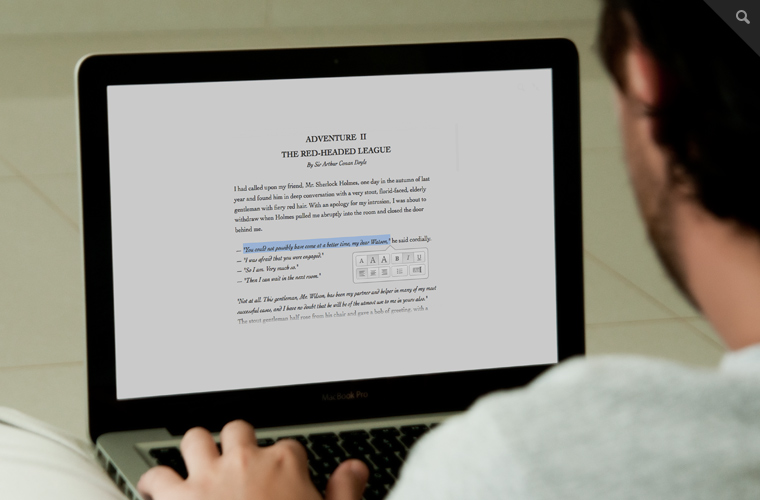 ADVENTURE II
THE RED-HEADED LEAGUE
By Sir Arthur Conan Doyle
I had called upon my friend, Mr. Sherlock Holmes, one day in the autumn of last
year and found him in deep conversation with a very stout, florid-faced, elderly
gentleman with fiery red hair. With an apology for my intrusion, I was about to
withdraw when Holmes pulled me abruptly into the room and closed the door
behind me.
— "You could not possibly have come at a better time, my dear Watson," he said cordially.
— "I was afraid that you were engaged."
— "So I am. Very much so."
— "Then I can wait in the next room."
A A A B I U
"Not at all. This gentleman, Mr. Wilson, has been my partner and helper in many of my most
successful cases, and I have no doubt that he will be of the utmost use to me in yours also."
The stout gentleman half rose from his chair and gave a bob of greeting, with a
MacBook Pro